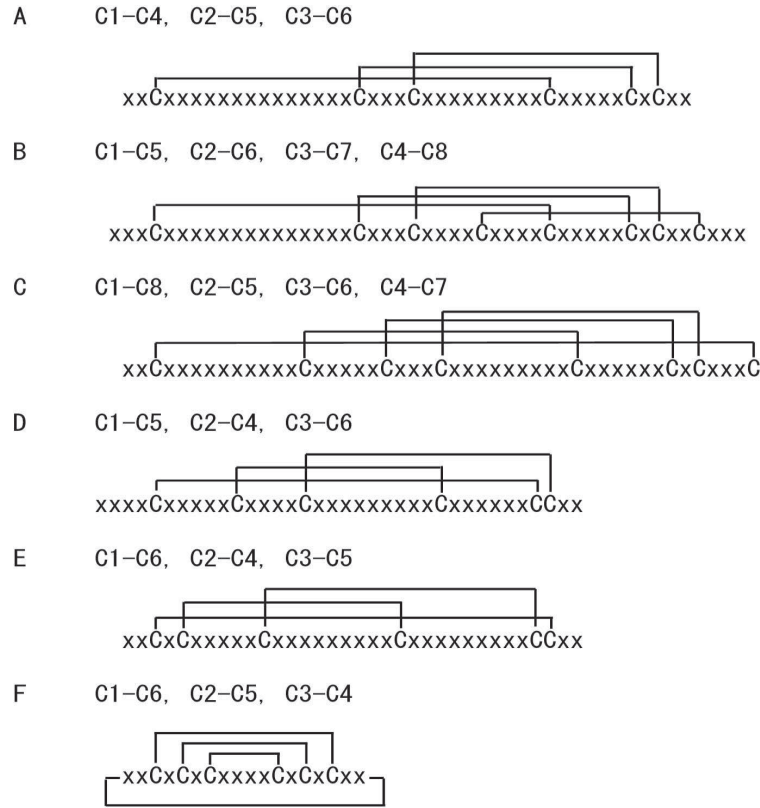 A C1-C4, C2-C5, C3-C6
xxCxxxxxxxxxxxxxxCxxxCxxxxxxxxxCxxxxxCxCxx
B C1-C5, C2-C6, C3-C7, C4-C8
xxxCxxxxxxxxxxxxxxCxxxCxxxxCxxxxCxxxxxCxCxxCxxx
C C1-C8, C2-C5, C3-C6, C4-C7
xxCxxxxxxxxxxCxxxxxCxxxCxxxxxxxxxCxxxxxxCxCxxxC
D C1-C5, C2-C4, C3-C6
xxxxCxxxxxCxxxxCxxxxxxxxxCxxxxxxCCxx
E C1-C6, C2-C4, C3-C5
xxCxCxxxxxCxxxxxxxxxCxxxxxxxxxCCxx
F C1-C6, C2-C5, C3-C4
xxCxCxCxxxxCxCxCxx